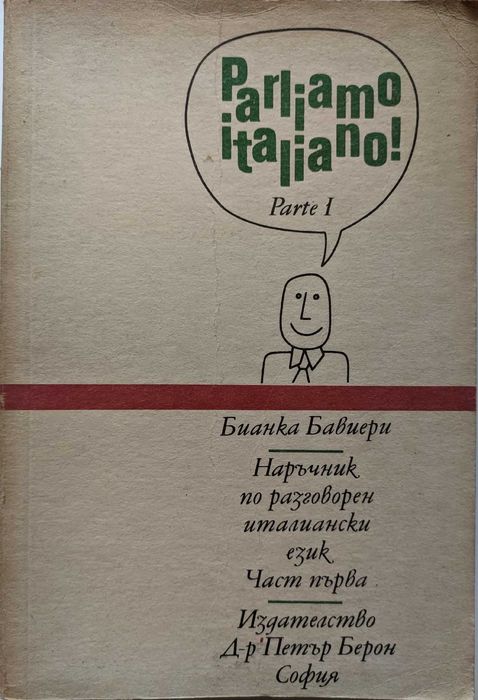 Parliamo
italiano!
Parte I
Бианка Бавиери
Наръчник
по разговорен
италиански
език
Част първа
Издателство
Д-р Петър Берон
София